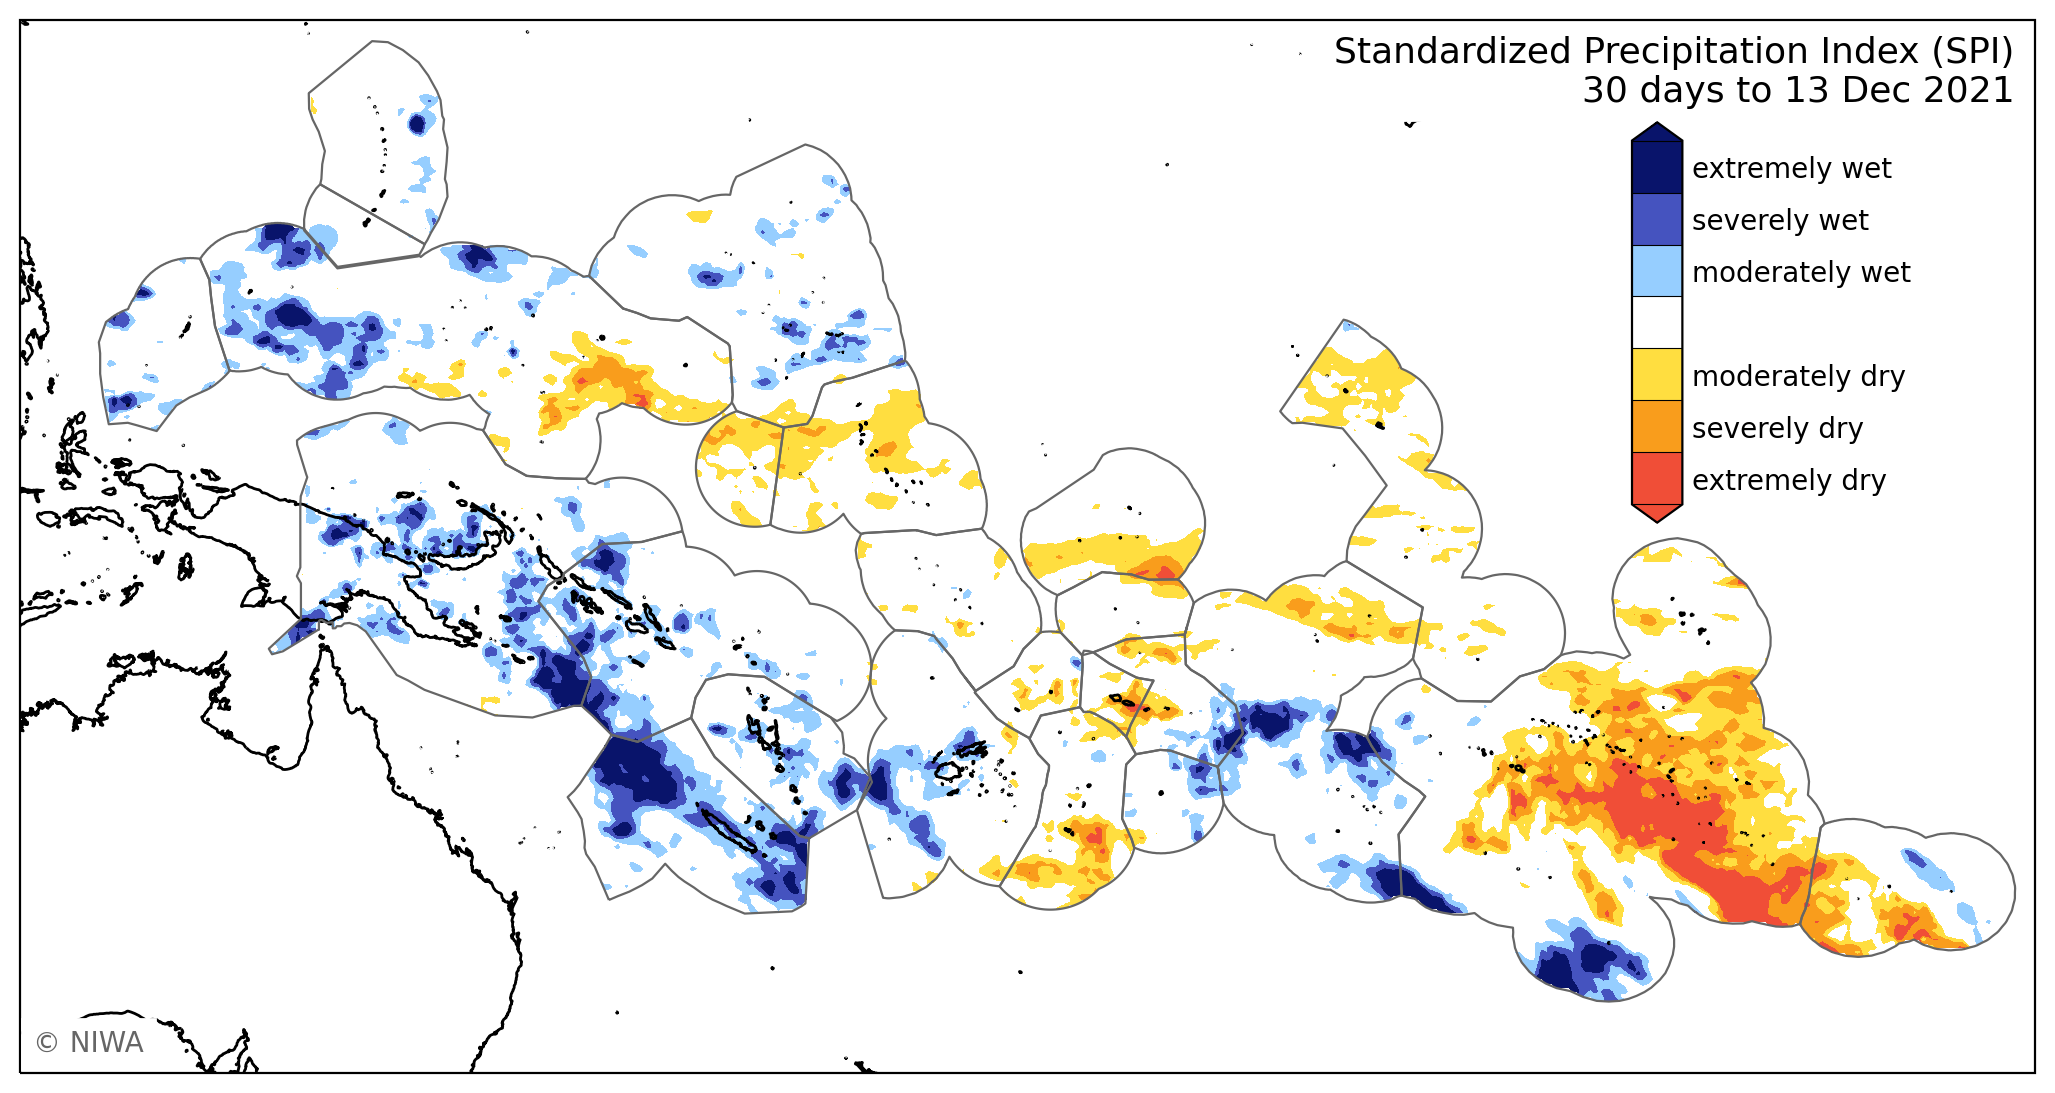 Standardized Precipitation Index (SPI)
30 days to 13 Dec 2021
extremely wet
severely wet
moderately wet
moderately dry
severely dry
extremely dry
© NIWA